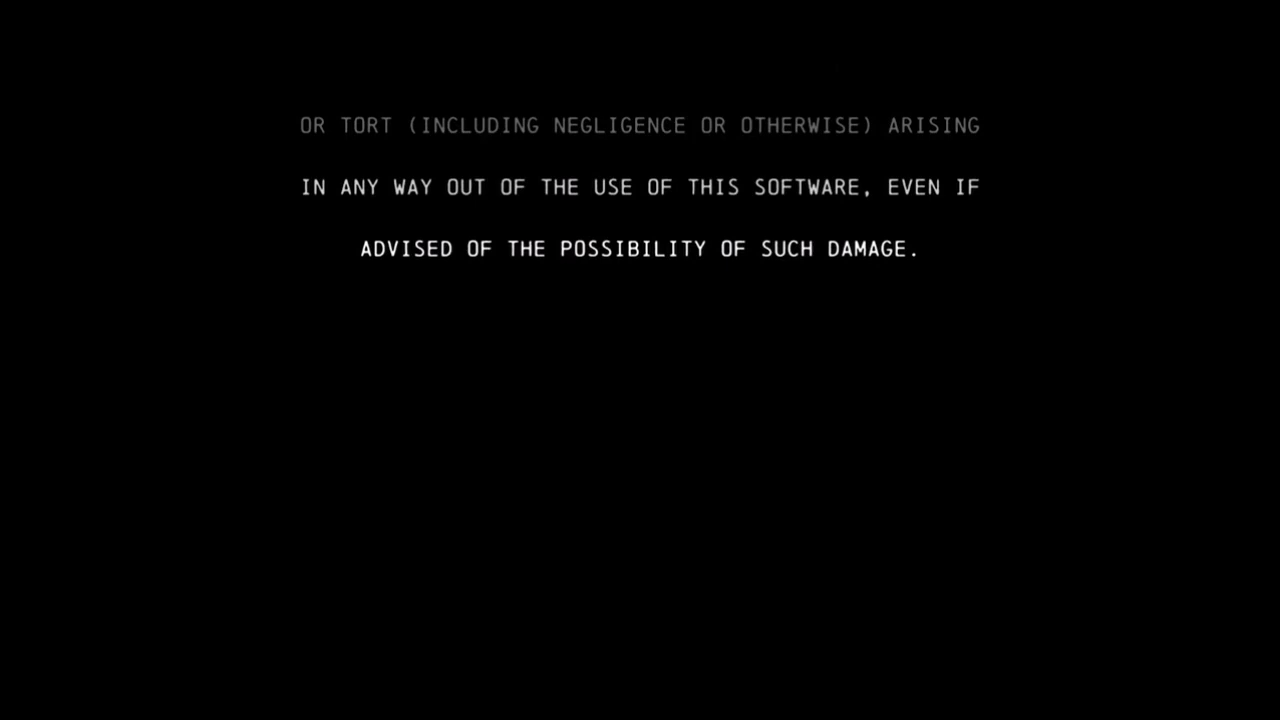 OR TORT (INCLUDING NEGLIGENCE OR OTHERWISE) ARISING
IN ANY WAY OUT OF THE USE OF THIS SOFTWARE, EVEN IF
ADVISED OF THE POSSIBILITY OF SUCH DAMAGE.